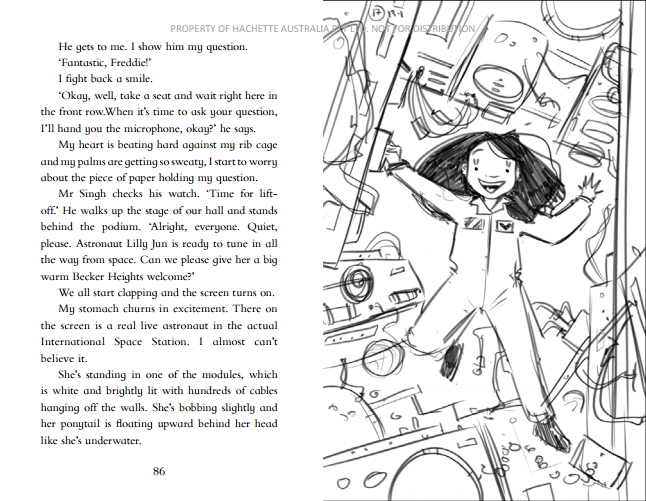 17 13.1
PROPERTY OF HACHETTE AUSTRALIA PTY LTD. NOT FOR DISTRIBUTION
He gets to me. I show him my question.
‘Fantastic, Freddie!’
I fight back a smile.
‘Okay, well, take a seat and wait right here in
the front row.When it’s time to ask your question,
I’ll hand you the microphone, okay?’ he says.
My heart is beating hard against my rib cage
and my palms are getting so sweaty, I start to worry
about the piece of paper holding my question.
Mr Singh checks his watch. ‘Time for lift-
off.’ He walks up the stage of our hall and stands
behind the podium. ‘Alright, everyone. Quiet,
please. Astronaut Lilly Jun is ready to tune in all
the way from space. Can we please give her a big
warm Becker Heights welcome?’
We all start clapping and the screen turns on.
My stomach churns in excitement. There on
the screen is a real live astronaut in the actual
International Space Station. I almost can’t
believe it.
She’s standing in one of the modules, which
is white and brightly lit with hundreds of cables
hanging off the walls. She’s bobbing slightly and
her ponytail is floating upward behind her head
like she’s underwater.
86